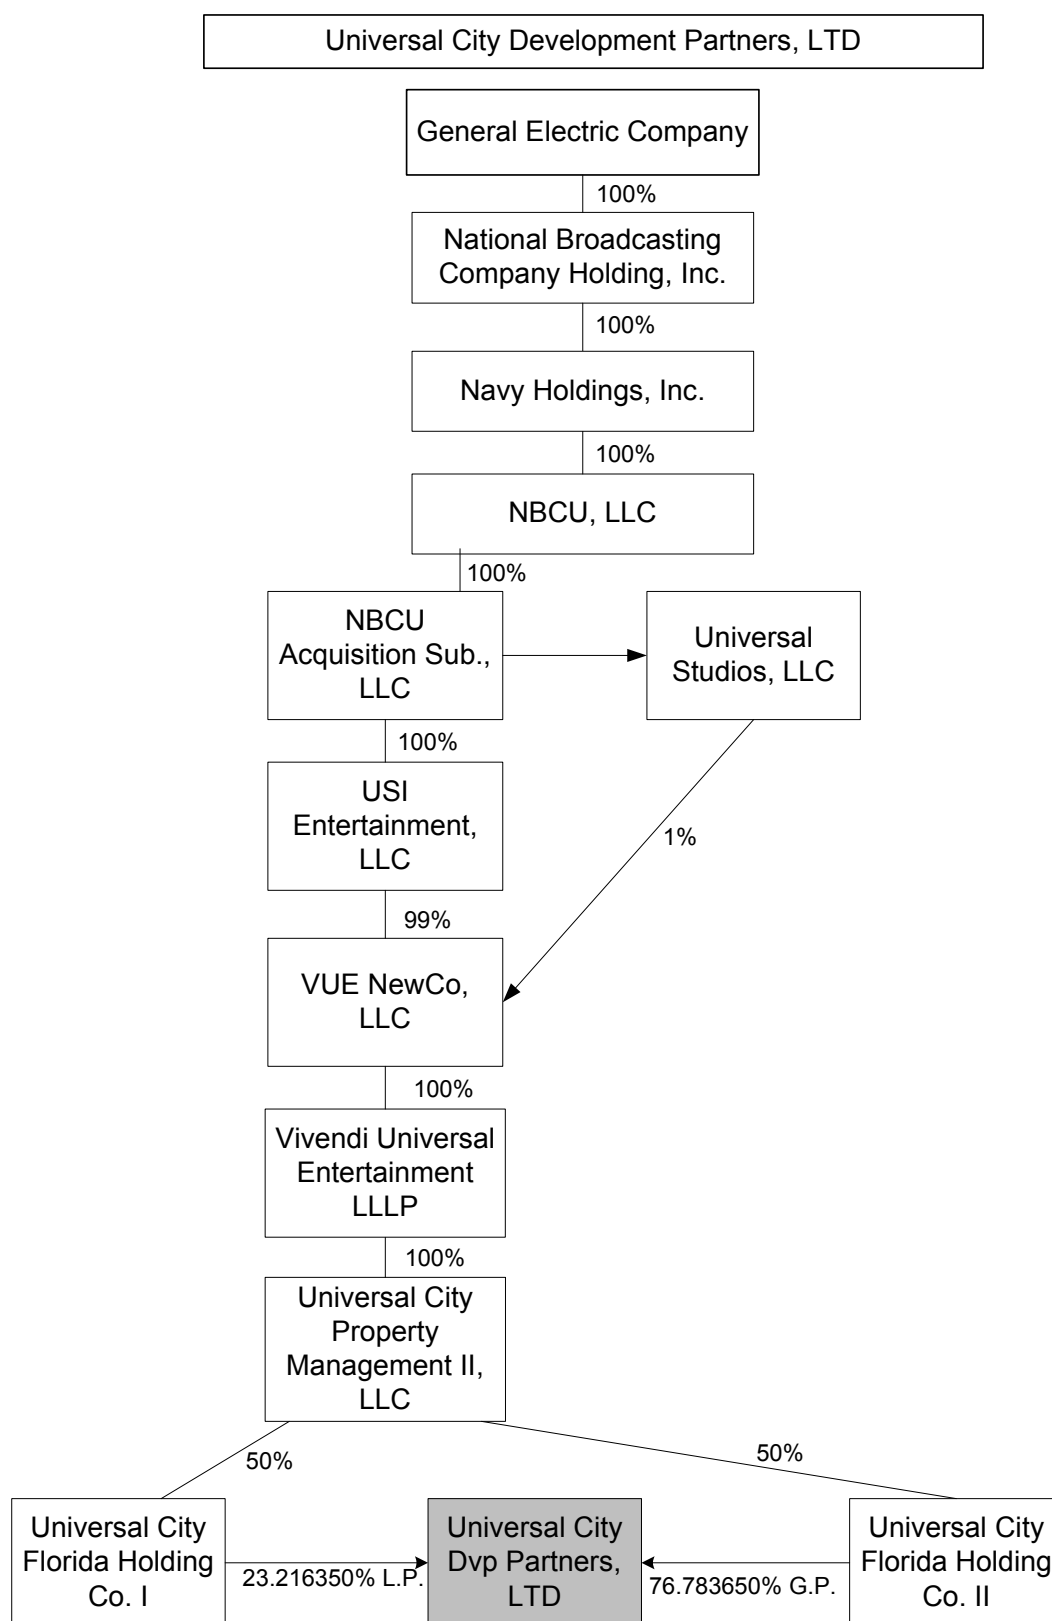 Universal City Development Partners, LTD
General Electric Company
100%
National Broadcasting
Company Holding, Inc.
100%
Navy Holdings, Inc.
100%
NBCU, LLC
100%
NBCU
Acquisition Sub.,
LLC
Universal
Studios, LLC
100%
USI
Entertainment,
LLC
1%
99%
VUE NewCo,
LLC
100%
Vivendi Universal
Entertainment
LLLP
100%
Universal City
Property
Management II,
LLC
50%
50%
Universal City
Florida Holding
Co. I
23.216350% L.P.
Universal City
Dvp Partners,
LTD
76.783650% G.P.
Universal City
Florida Holding
Co. II